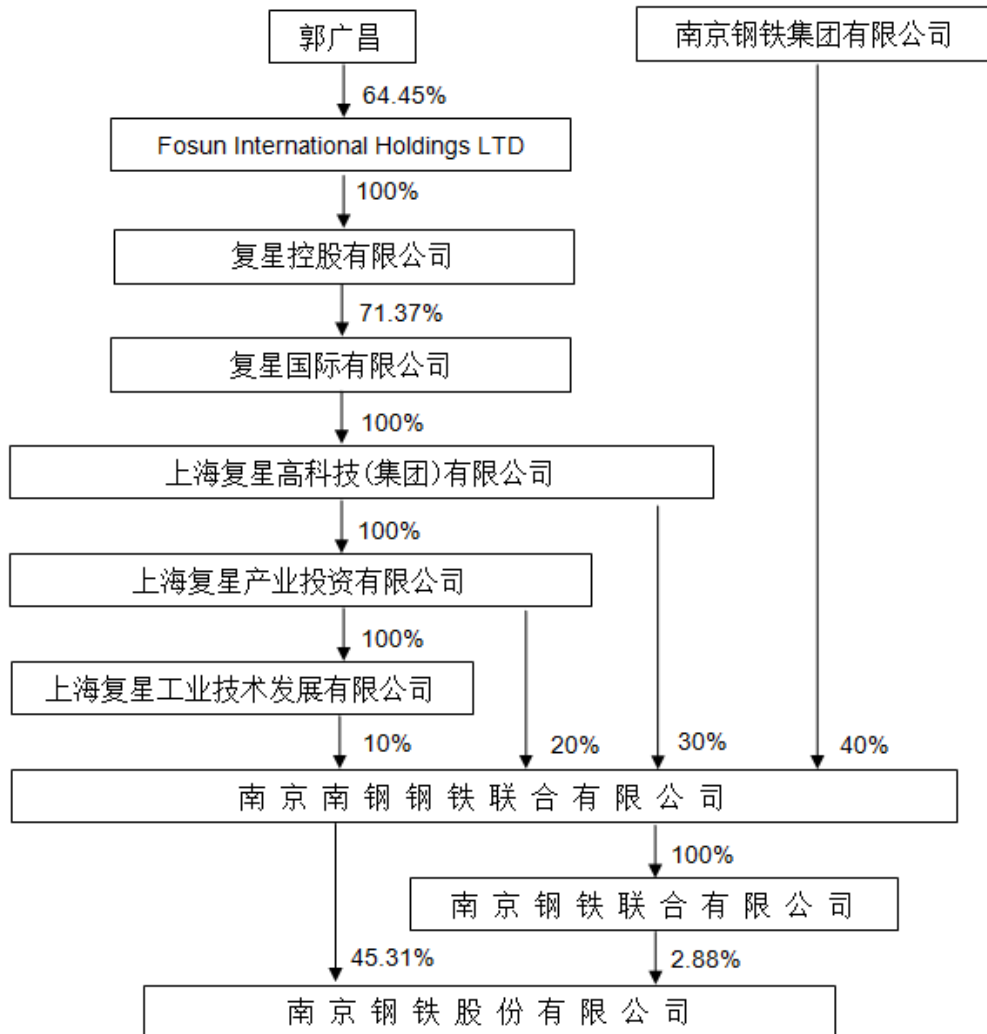 郭广昌
南京钢铁集团有限公司
64.45%
Fosun International Holdings LTD
100%
复星控股有限公司
71.37%
复星国际有限公司
100%
上海复星高科技(集团)有限公司
100%
上海复星产业投资有限公司
100%
上海复星工业技术发展有限公司
10%
20%
30%
40%
南京南钢钢铁联合有限公司
100%
南京钢铁联合有限公司
45.31%
2.88%
南京钢铁股份有限公司